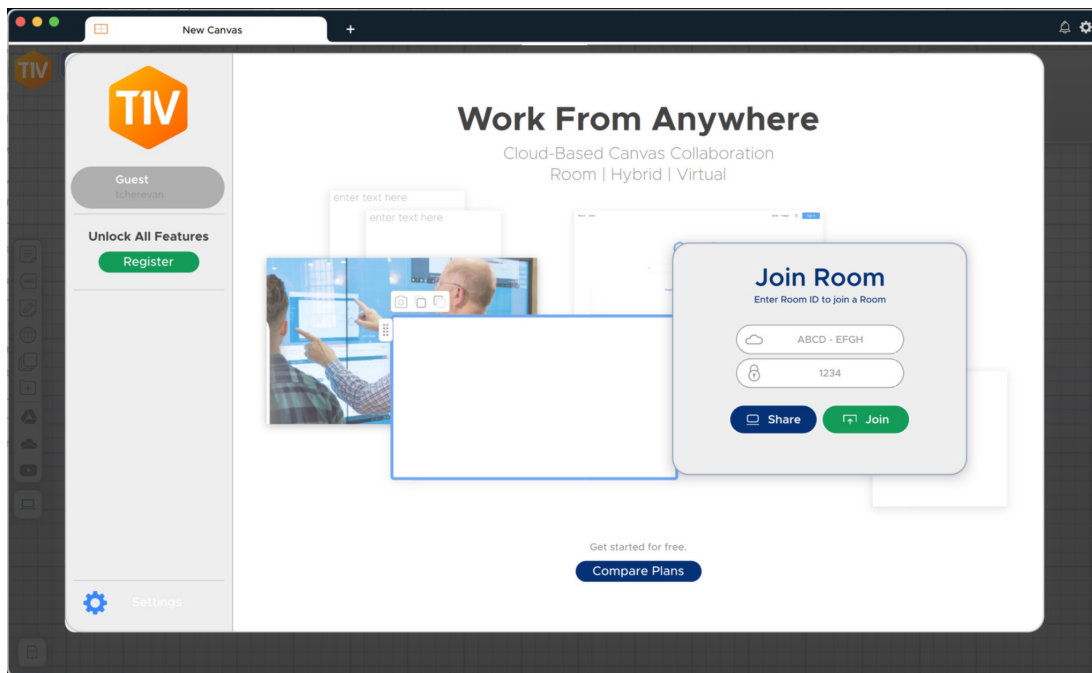 New Canvas
+
T1V
T1V
Guest
tcherevan
Unlock All Features
Register
Settings
Work From Anywhere
Cloud-Based Canvas Collaboration
Room | Hybrid | Virtual
enter text here
enter text here
Join Room
Enter Room ID to join a Room
ABCD - EFGH
1234
Share
Join
Get started for free.
Compare Plans